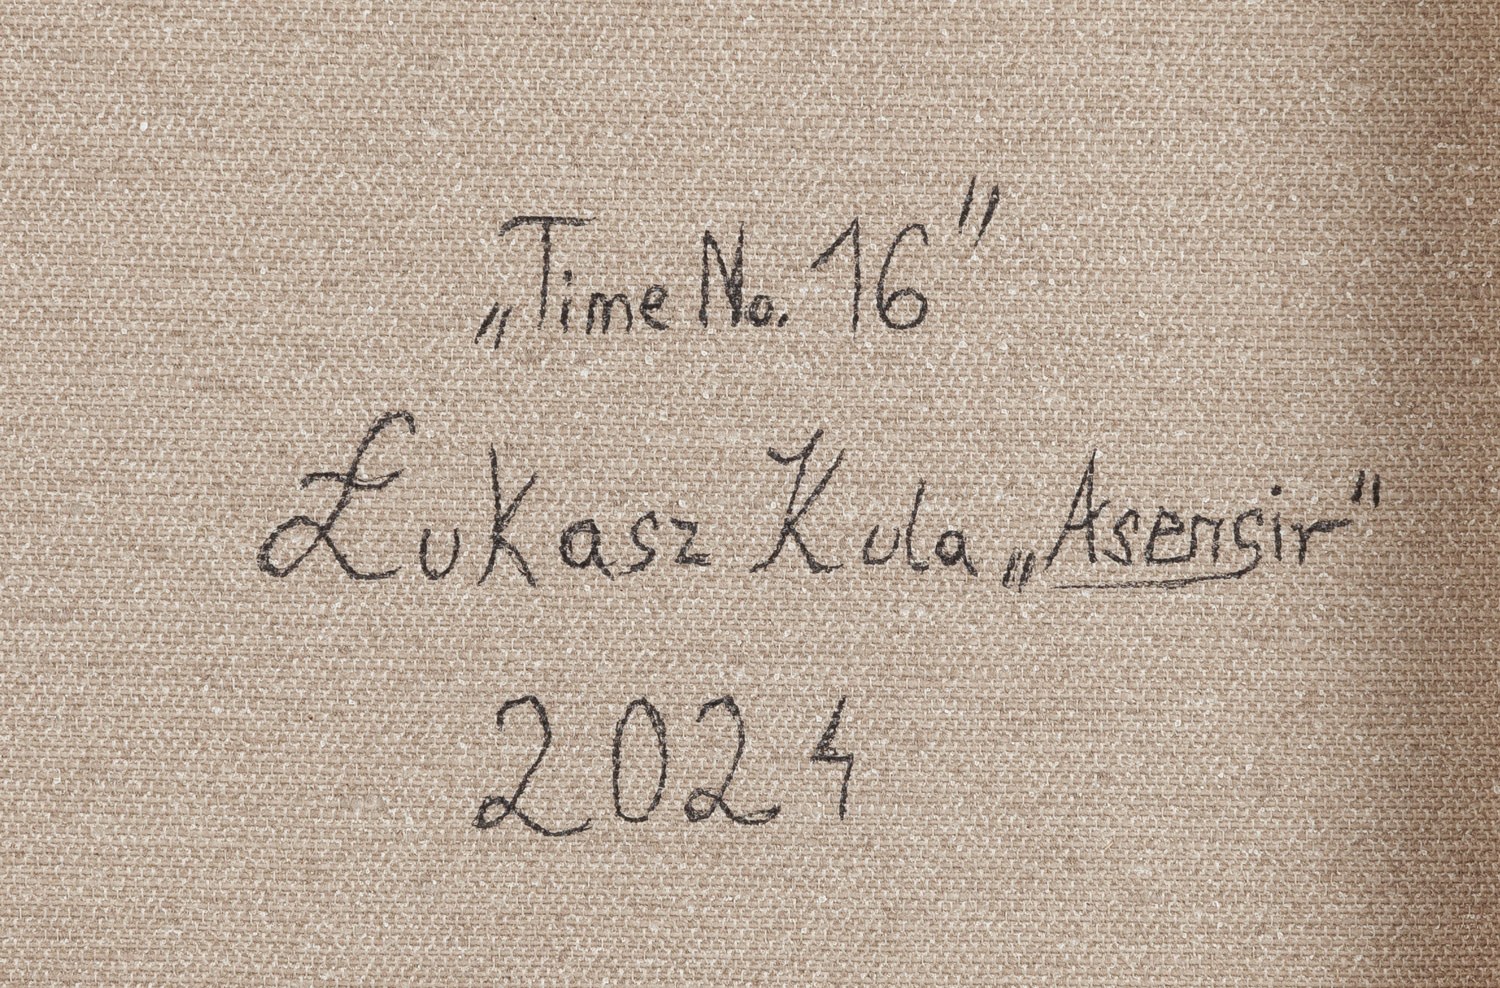 „Time No. 16"
Łukasz Kula „Asensir"
2024